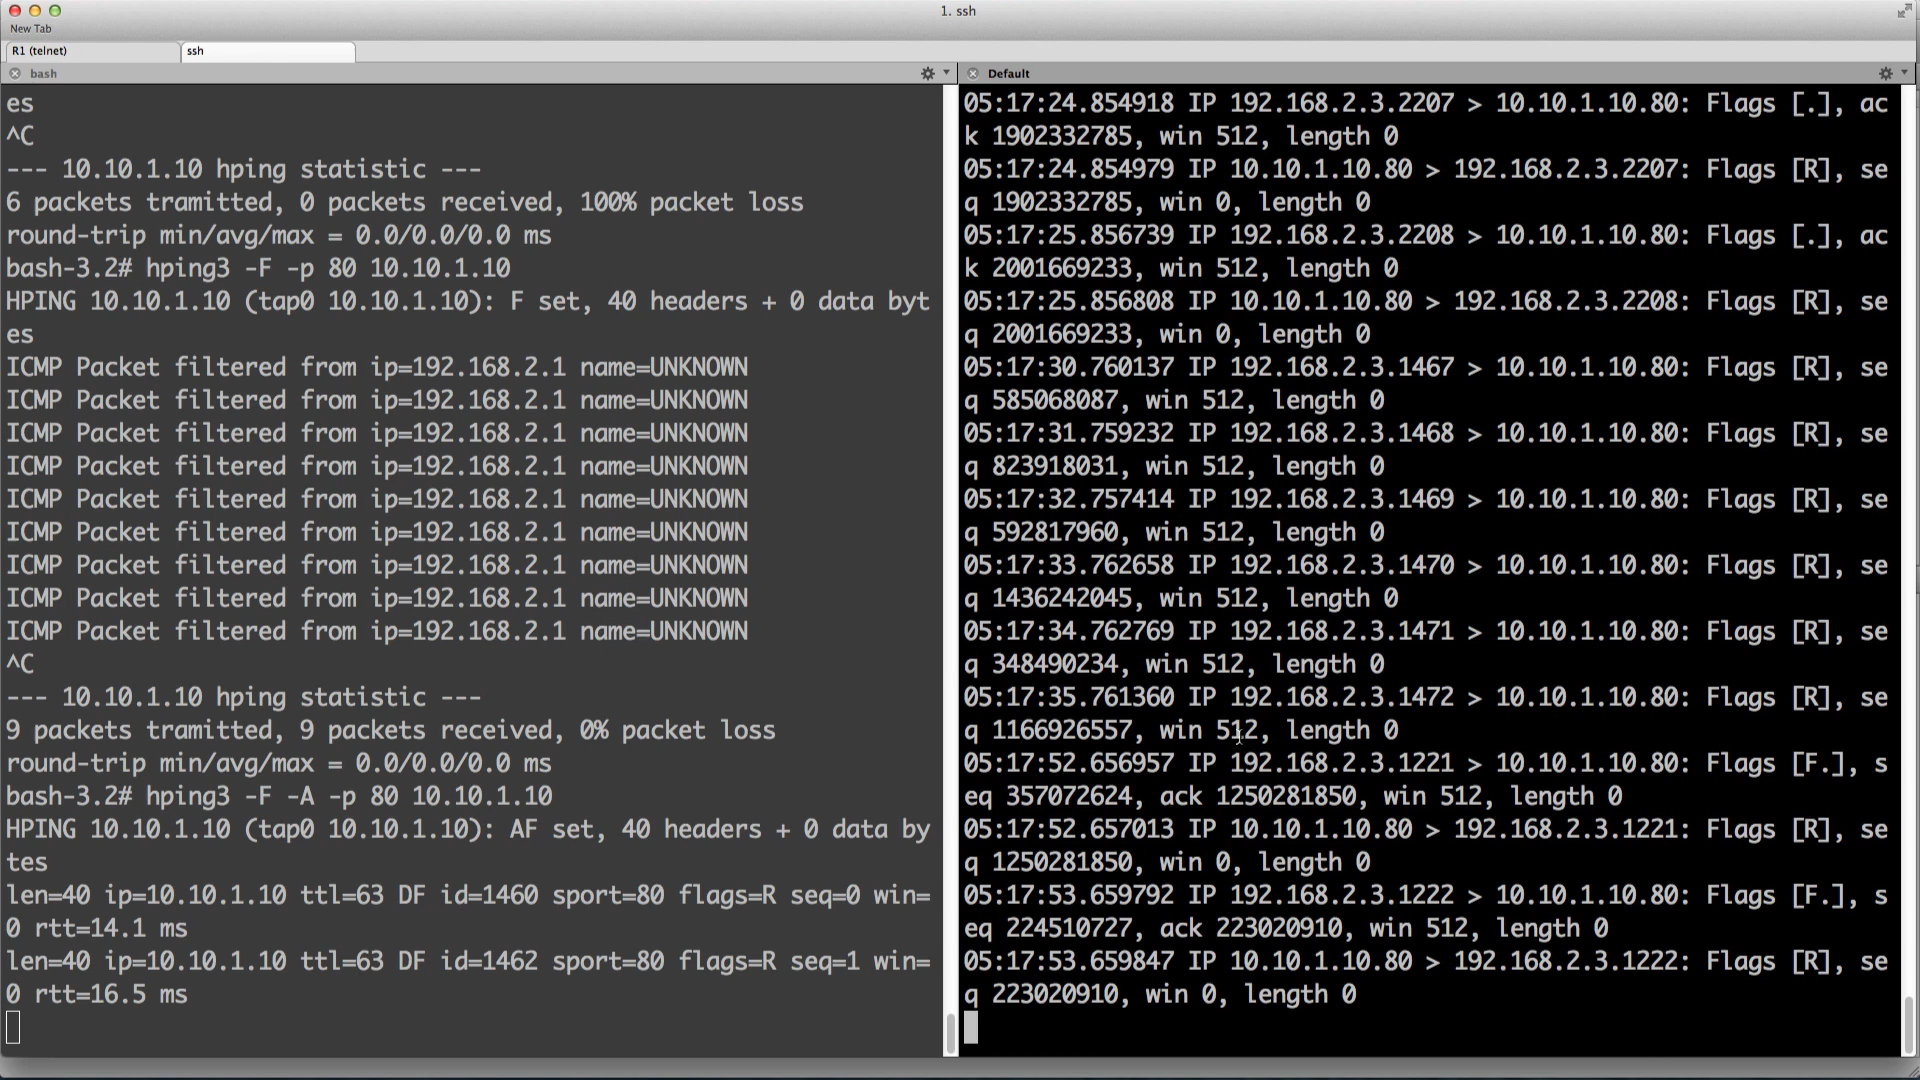 1. ssh
New Tab
R1 (telnet)
ssh
bash
es
^C
--- 10.10.1.10 hping statistic ---
6 packets tramitted, 0 packets received, 100% packet loss
round-trip min/avg/max = 0.0/0.0/0.0 ms
bash-3.2# hping3 -F -p 80 10.10.1.10
HPING 10.10.1.10 (tap0 10.10.1.10): F set, 40 headers + 0 data byt
es
ICMP Packet filtered from ip=192.168.2.1 name=UNKNOWN
ICMP Packet filtered from ip=192.168.2.1 name=UNKNOWN
ICMP Packet filtered from ip=192.168.2.1 name=UNKNOWN
ICMP Packet filtered from ip=192.168.2.1 name=UNKNOWN
ICMP Packet filtered from ip=192.168.2.1 name=UNKNOWN
ICMP Packet filtered from ip=192.168.2.1 name=UNKNOWN
ICMP Packet filtered from ip=192.168.2.1 name=UNKNOWN
ICMP Packet filtered from ip=192.168.2.1 name=UNKNOWN
ICMP Packet filtered from ip=192.168.2.1 name=UNKNOWN
^C
--- 10.10.1.10 hping statistic ---
9 packets tramitted, 9 packets received, 0% packet loss
round-trip min/avg/max = 0.0/0.0/0.0 ms
bash-3.2# hping3 -F -A -p 80 10.10.1.10
HPING 10.10.1.10 (tap0 10.10.1.10): AF set, 40 headers + 0 data by
tes
len=40 ip=10.10.1.10 ttl=63 DF id=1460 sport=80 flags=R seq=0 win=
0 rtt=14.1 ms
len=40 ip=10.10.1.10 ttl=63 DF id=1462 sport=80 flags=R seq=1 win=
0 rtt=16.5 ms
Default
05:17:24.854918 IP 192.168.2.3.2207 > 10.10.1.10.80: Flags [.], ac
k 1902332785, win 512, length 0
05:17:24.854979 IP 10.10.1.10.80 > 192.168.2.3.2207: Flags [R], se
q 1902332785, win 0, length 0
05:17:25.856739 IP 192.168.2.3.2208 > 10.10.1.10.80: Flags [.], ac
k 2001669233, win 512, length 0
05:17:25.856808 IP 10.10.1.10.80 > 192.168.2.3.2208: Flags [R], se
q 2001669233, win 0, length 0
05:17:30.760137 IP 192.168.2.3.1467 > 10.10.1.10.80: Flags [R], se
q 585068087, win 512, length 0
05:17:31.759232 IP 192.168.2.3.1468 > 10.10.1.10.80: Flags [R], se
q 823918031, win 512, length 0
05:17:32.757414 IP 192.168.2.3.1469 > 10.10.1.10.80: Flags [R], se
q 592817960, win 512, length 0
05:17:33.762658 IP 192.168.2.3.1470 > 10.10.1.10.80: Flags [R], se
q 1436242045, win 512, length 0
05:17:34.762769 IP 192.168.2.3.1471 > 10.10.1.10.80: Flags [R], se
q 348490234, win 512, length 0
05:17:35.761360 IP 192.168.2.3.1472 > 10.10.1.10.80: Flags [R], se
q 1166926557, win 512, length 0
05:17:52.656957 IP 192.168.2.3.1221 > 10.10.1.10.80: Flags [F.], s
eq 357072624, ack 1250281850, win 512, length 0
05:17:52.657013 IP 10.10.1.10.80 > 192.168.2.3.1221: Flags [R], se
q 1250281850, win 0, length 0
05:17:53.659792 IP 192.168.2.3.1222 > 10.10.1.10.80: Flags [F.], s
eq 224510727, ack 223020910, win 512, length 0
05:17:53.659847 IP 10.10.1.10.80 > 192.168.2.3.1222: Flags [R], se
q 223020910, win 0, length 0